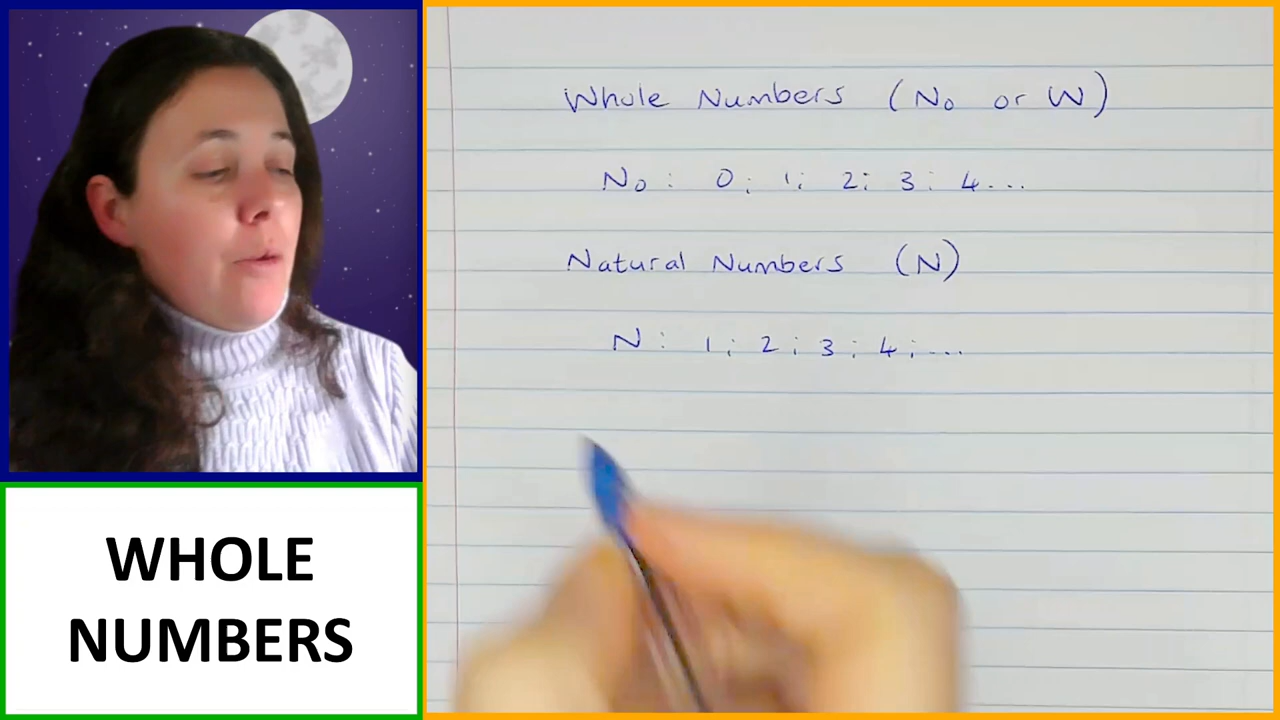 Whole Numbers (N₀ or W)
N₀ : 0; 1; 2; 3; 4...
Natural Numbers (N)
N : 1; 2; 3; 4; ...
WHOLE
NUMBERS